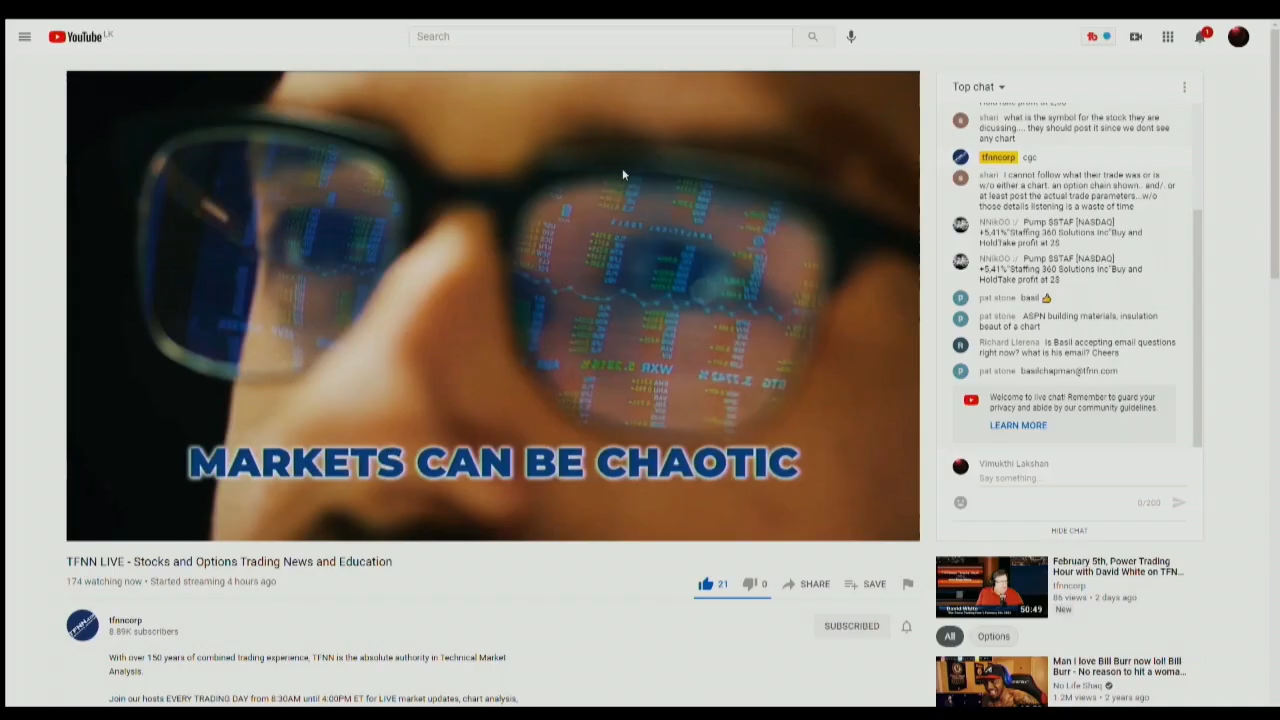 YouTube LK
Search
1
MARKETS CAN BE CHAOTIC
TFNN LIVE - Stocks and Options Trading News and Education
174 watching now • Started streaming 4 hours ago
21
0
SHARE
SAVE
tfnncorp
8.89K subscribers
SUBSCRIBED
With over 150 years of combined trading experience, TFNN is the absolute authority in Technical Market
Analysis.
Join our hosts EVERY TRADING DAY from 8:30AM until 4:00PM ET for LIVE market updates, chart analysis,
Top chat
shari what is the symbol for the stock they are
dicussing.... they should post it since we dont see
any chart
tfnncorp cgc
shari I cannot follow what their trade was or is
w/o either a chart. an option chain shown.. and/. or
at least post the actual trade parameters...w/o
those details listening is a waste of time
NNikOO :/ Pump $STAF [NASDAQ]
+5,41%"Staffing 360 Solutions Inc"Buy and
HoldTake profit at 2$
NNikOO :/ Pump $STAF [NASDAQ]
+5,41%"Staffing 360 Solutions Inc"Buy and
HoldTake profit at 2$
pat stone basil 👍
pat stone ASPN building materials, insulation
beaut of a chart
Richard Llerena Is Basil accepting email questions
right now? what is his email? Cheers
pat stone basilchapman@tfnn.com
Welcome to live chat! Remember to guard your
privacy and abide by our community guidelines.
LEARN MORE
Vimukthi Lakshan
Say something...
0/200
HIDE CHAT
February 5th, Power Trading
Hour with David White on TFN...
tfnncorp
86 views • 2 days ago
New
David White
50:49
All
Options
Man I love Bill Burr now lol! Bill
Burr - No reason to hit a woma...
No Life Shaq
1.2M views • 2 years ago